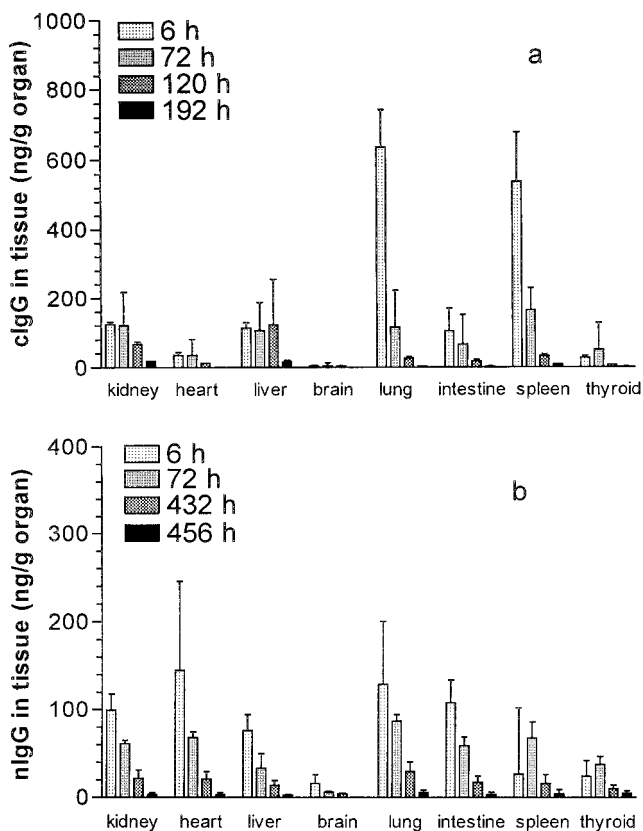 cIgG in tissue (ng/g organ)
1000
800
600
400
200
0
6 h
72 h
120 h
192 h
a
kidney heart liver brain lung intestine spleen thyroid
nIgG in tissue (ng/g organ)
400
300
200
100
0
6 h
72 h
432 h
456 h
b
kidney heart liver brain lung intestine spleen thyroid